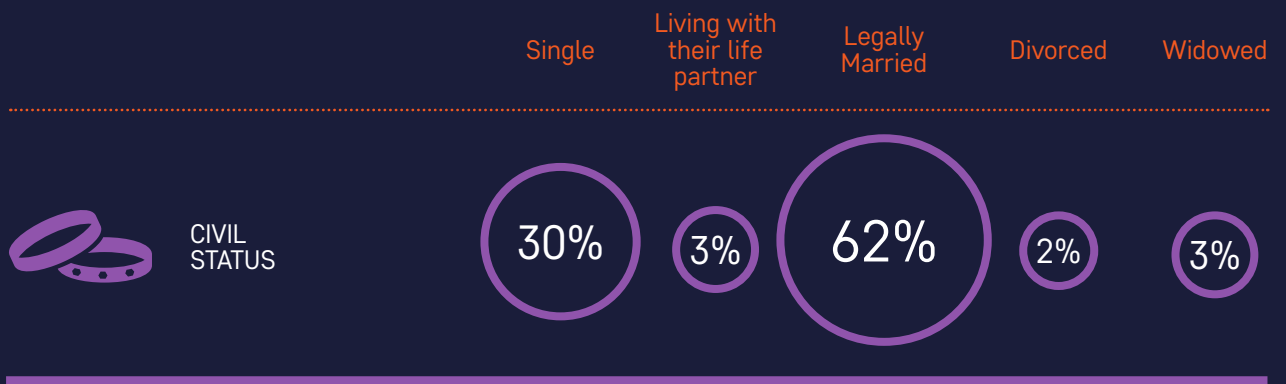 Single
Living with
their life
partner
Legally
Married
Divorced
Widowed
CIVIL
STATUS
30%
3%
62%
2%
3%